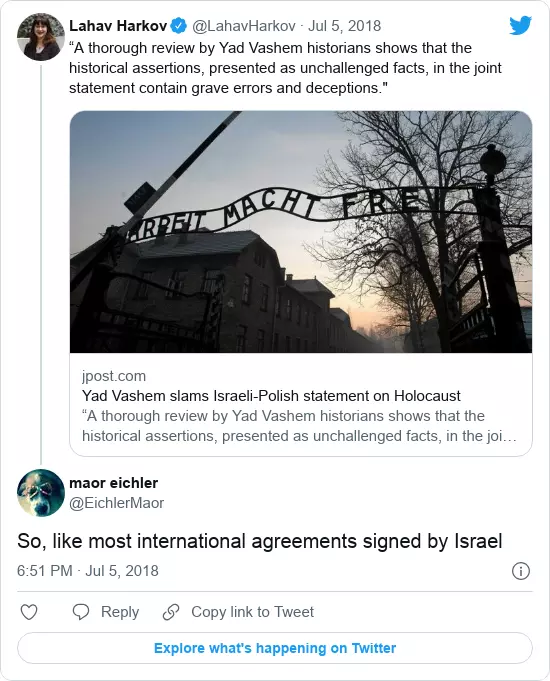 Lahav Harkov @LahavHarkov · Jul 5, 2018
“A thorough review by Yad Vashem historians shows that the
historical assertions, presented as unchallenged facts, in the joint
statement contain grave errors and deceptions."
ARBEIT MACHT FREI
jpost.com
Yad Vashem slams Israeli-Polish statement on Holocaust
“A thorough review by Yad Vashem historians shows that the
historical assertions, presented as unchallenged facts, in the joi…
maor eichler
@EichlerMaor
So, like most international agreements signed by Israel
6:51 PM · Jul 5, 2018
Reply
Copy link to Tweet
Explore what's happening on Twitter